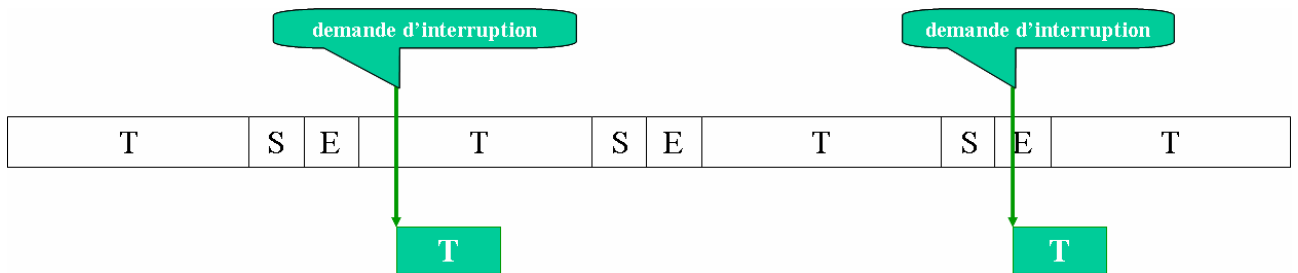 demande d’interruption demande d’interruption
T S E T S E T S E T
T T